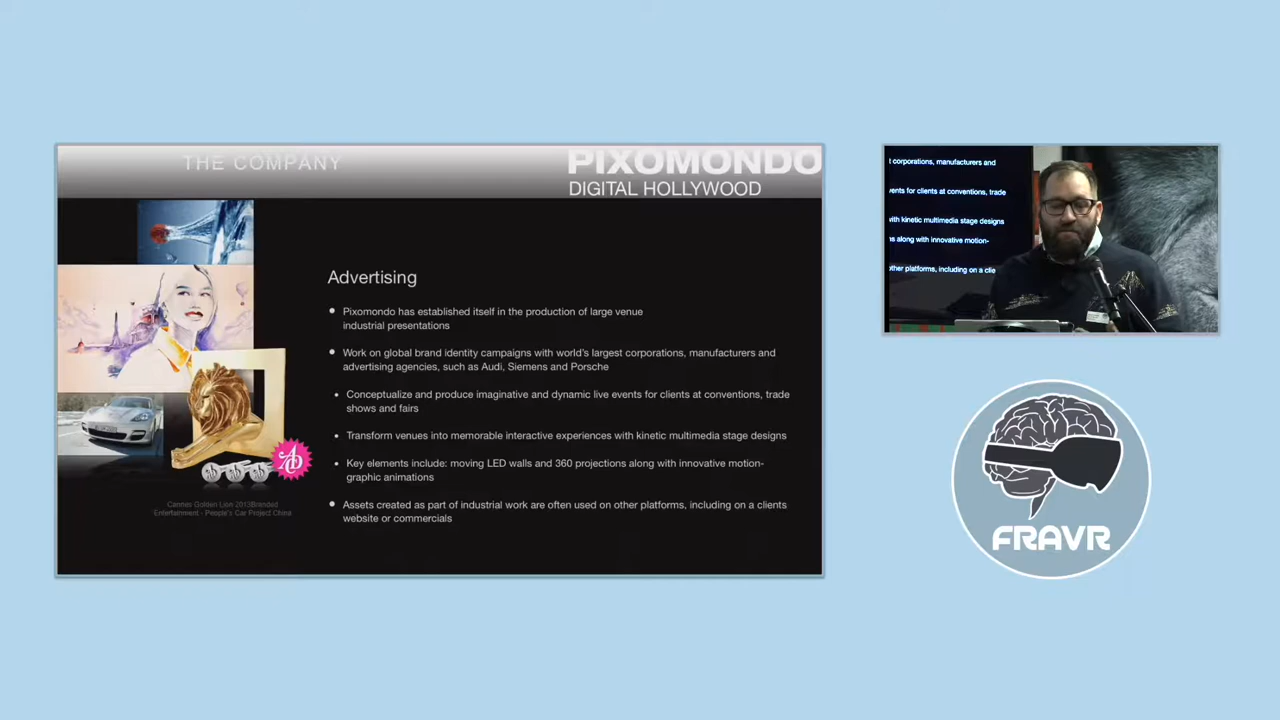 THE COMPANY
PIXOMONDO
DIGITAL HOLLYWOOD
Advertising
Pixomondo has established itself in the production of large venue
industrial presentations
Work on global brand identity campaigns with world's largest corporations, manufacturers and
advertising agencies, such as Audi, Siemens and Porsche
Conceptualize and produce imaginative and dynamic live events for clients at conventions, trade
shows and fairs
Transform venues into memorable interactive experiences with kinetic multimedia stage designs
Key elements include: moving LED walls and 360 projections along with innovative motion-
graphic animations
Assets created as part of industrial work are often used on other platforms, including on a clients
website or commercials
Cannes Golden Lion 2013Branded
Entertainment - People's Car Project China
t corporations, manufacturers and
vents for clients at conventions, trade
with kinetic multimedia stage designs
ns along with innovative motion-
other platforms, including on a clie
FRAVR